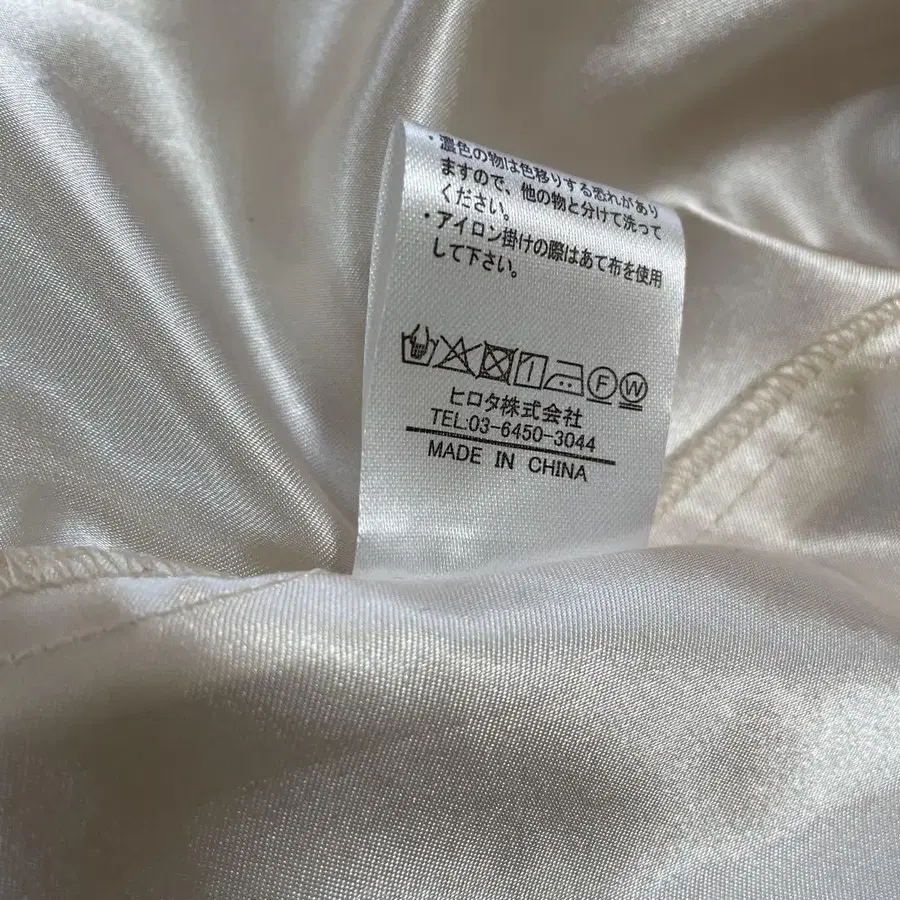 ・濃色の物は色移りする恐れがあり
ますので、他の物と分けて洗って
ください。
・アイロン掛けの際はあて布を使用
して下さい。
F W
ヒロタ株式会社
TEL:03-6450-3044
MADE IN CHINA